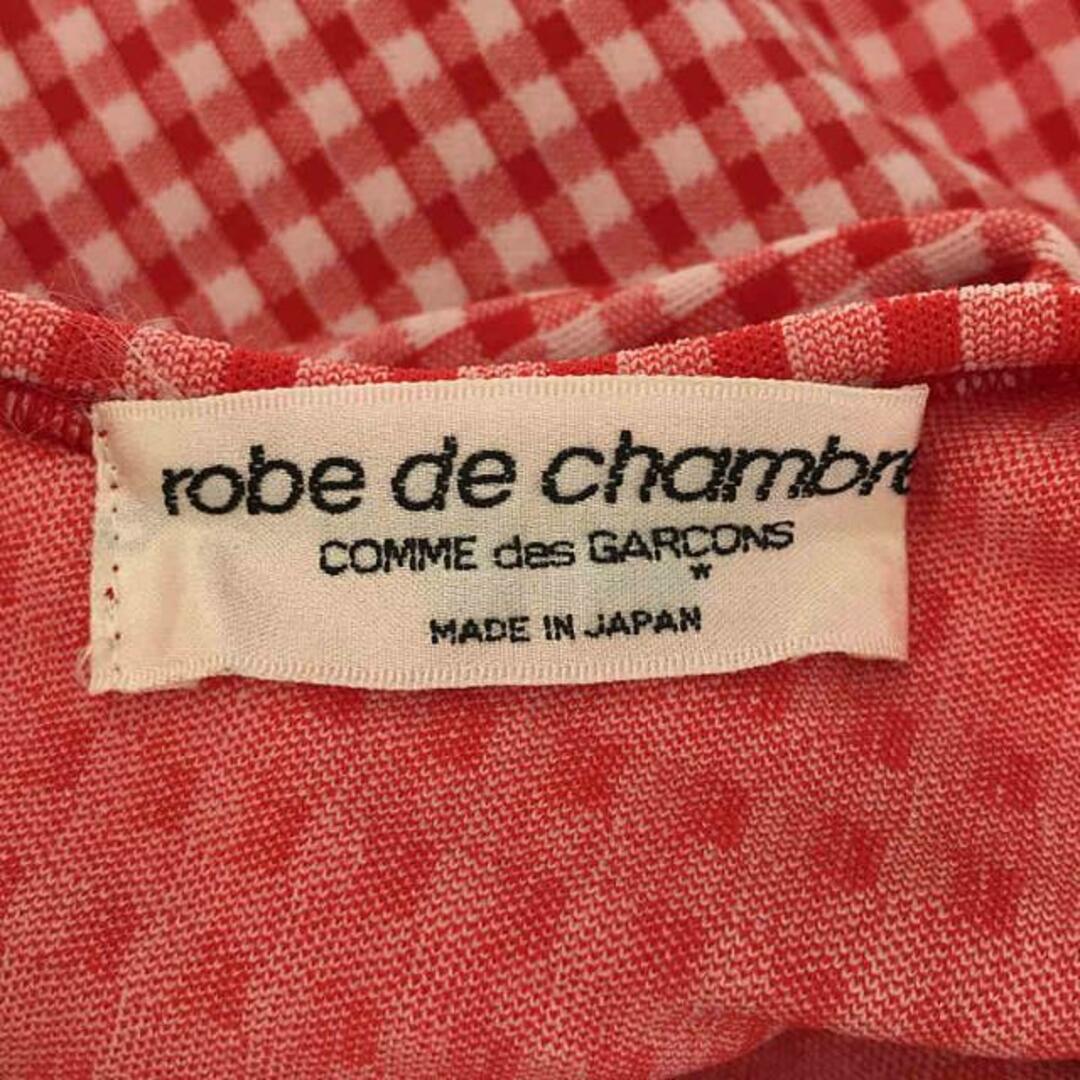 robe de chambre
COMME des GARÇONS
*
MADE IN JAPAN